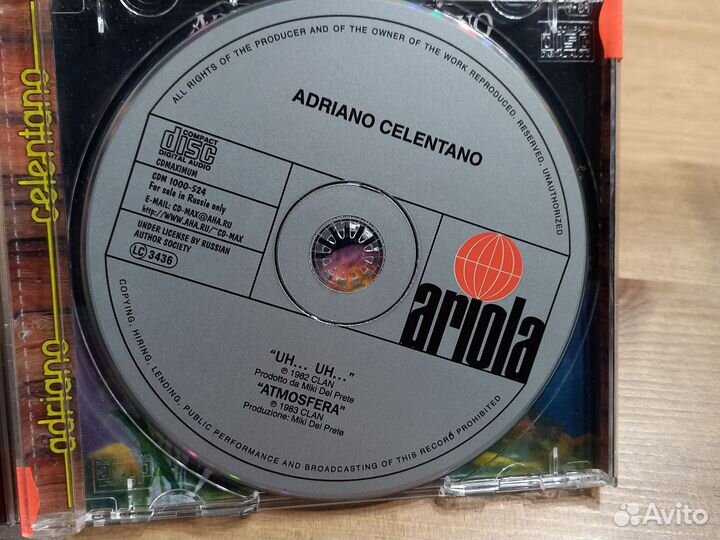 ALL RIGHTS OF THE PRODUCER AND OF THE OWNER OF THE WORK REPRODUCED. RESERVED. UNAUTHORIZED
ADRIANO CELENTANO
COMPACT
disc
DIGITAL AUDIO
CDMAXIMUM
CDM 1000-524
For sale in Russia only
E-MAIL: CD-MAX@AHA.RU
http://WWW.AHA.RU/~CD-MAX
UNDER LICENSE BY RUSSIAN
AUTHOR SOCIETY
LC 3436
ariola
"UH... UH..."
℗ 1982 CLAN
Prodotto da Miki Del Prete
"ATMOSFERA"
℗ 1983 CLAN
Produzione: Miki Del Prete
COPYING, HIRING, LENDING, PUBLIC PERFORMANCE AND BROADCASTING OF THIS RECORD PROHIBITED
adriano celentano
Avito